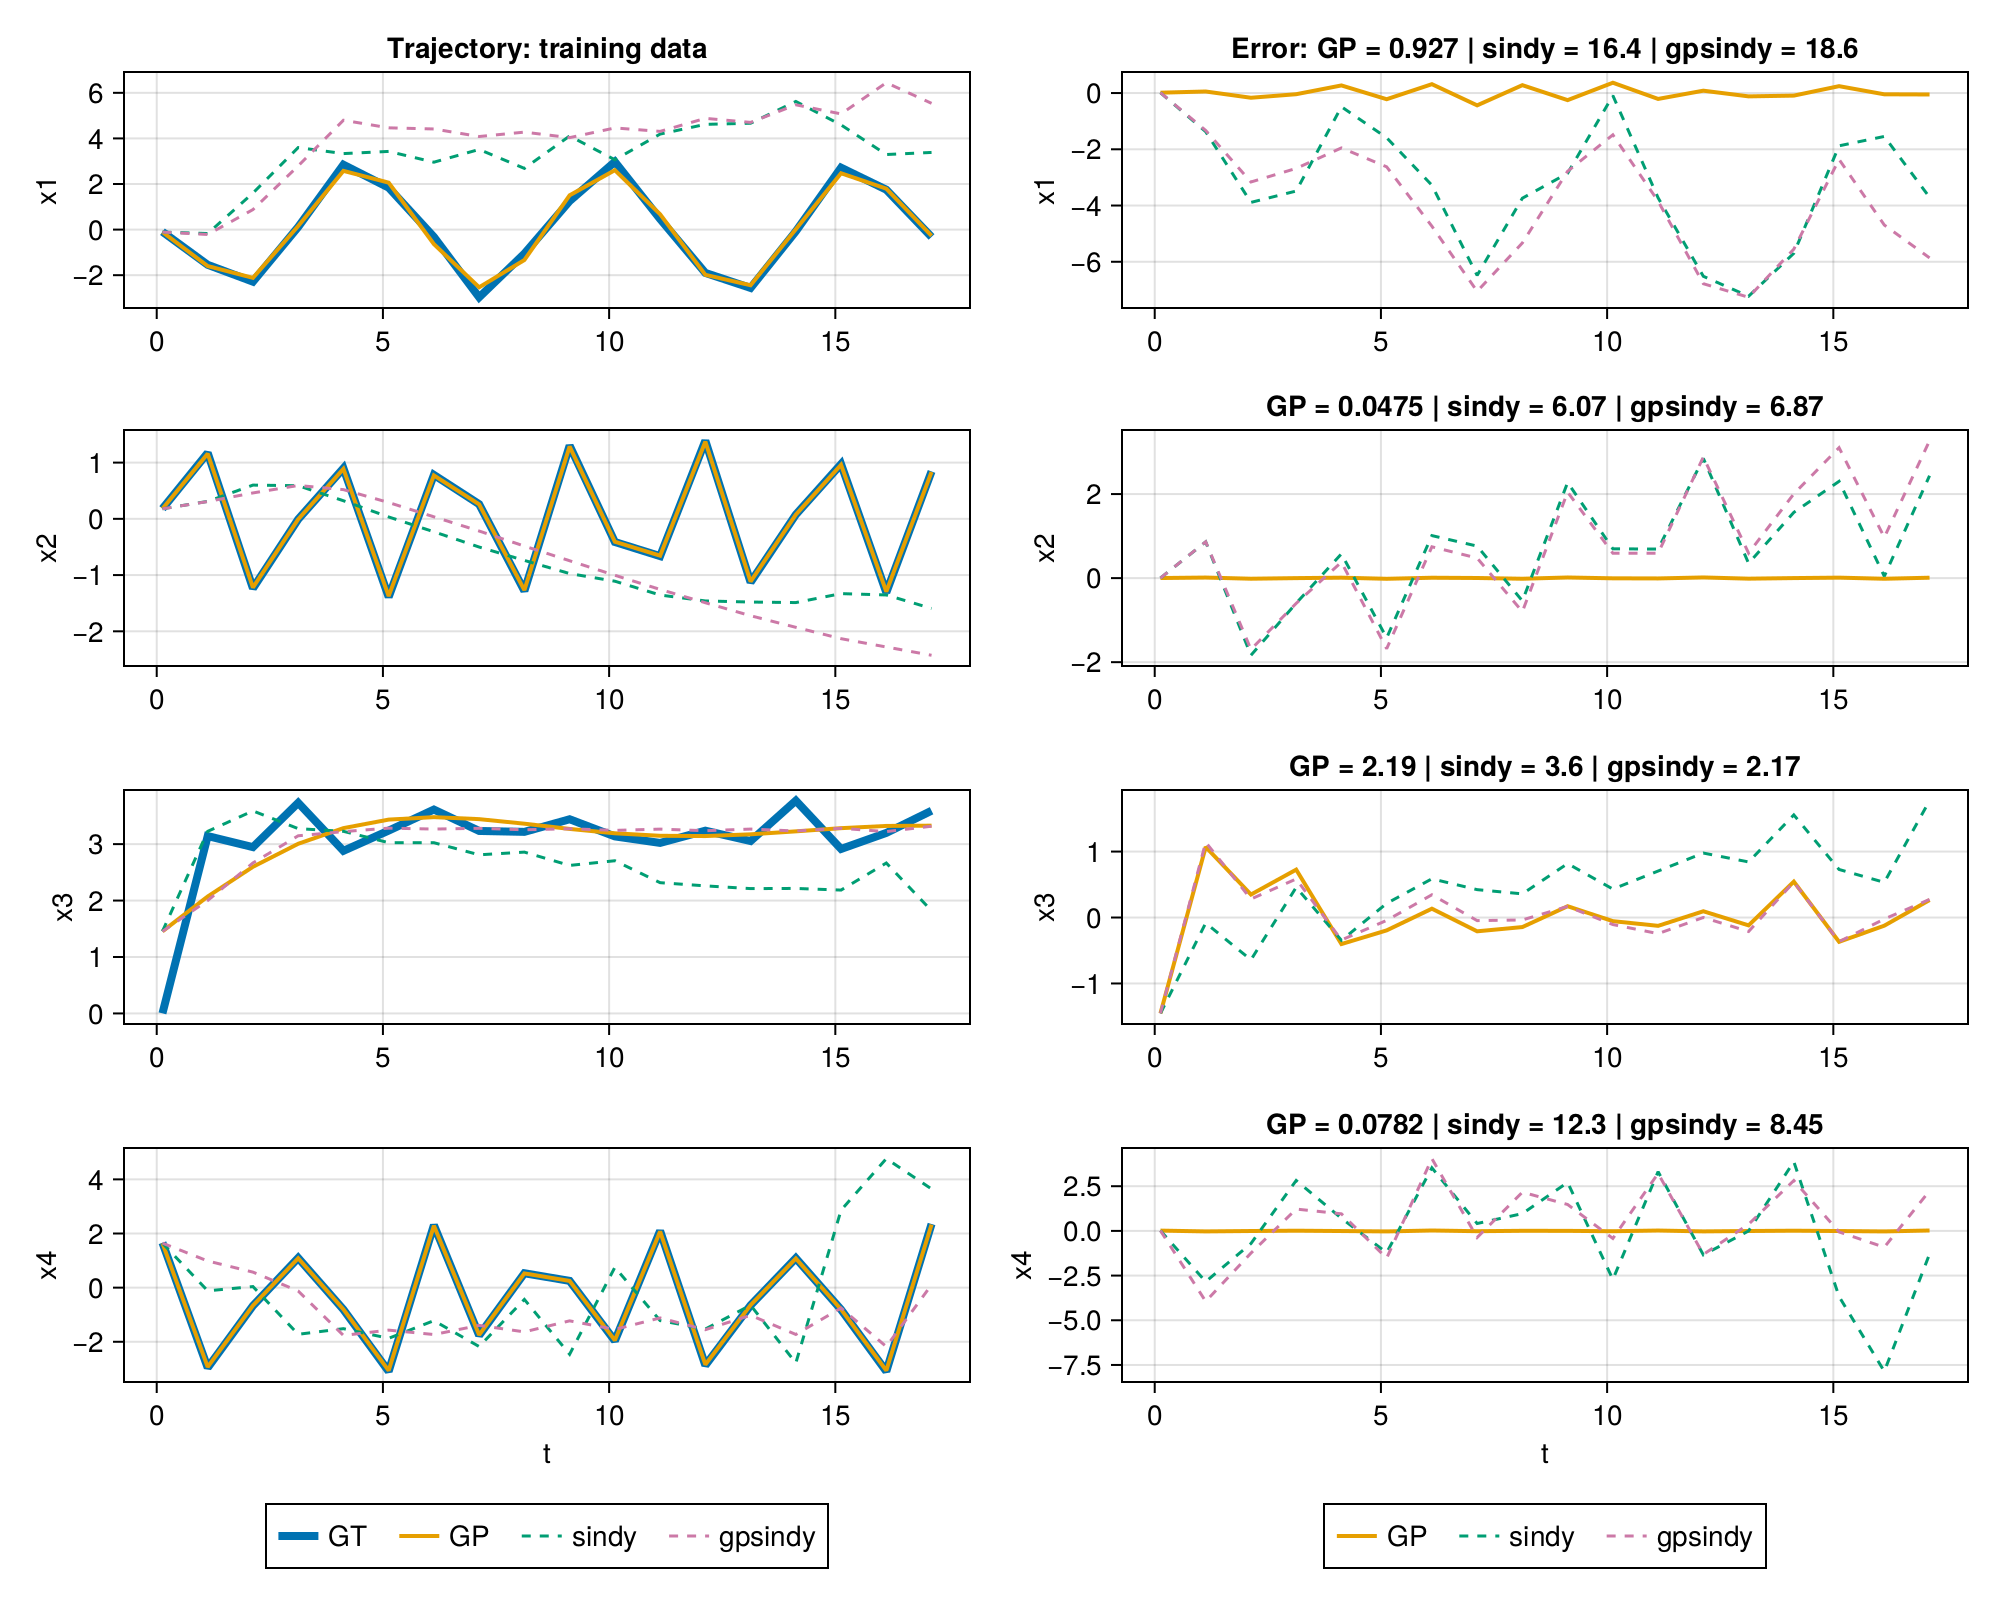 Trajectory: training data
x1
6
4
2
0
−2
0 5 10 15
Error: GP = 0.927 | sindy = 16.4 | gpsindy = 18.6
x1
0
−2
−4
−6
0 5 10 15
x2
1
0
−1
−2
0 5 10 15
GP = 0.0475 | sindy = 6.07 | gpsindy = 6.87
x2
2
0
−2
0 5 10 15
x3
3
2
1
0
0 5 10 15
GP = 2.19 | sindy = 3.6 | gpsindy = 2.17
x3
1
0
−1
0 5 10 15
x4
4
2
0
−2
0 5 10 15
t
GP = 0.0782 | sindy = 12.3 | gpsindy = 8.45
x4
2.5
0.0
−2.5
−5.0
−7.5
0 5 10 15
t
GT GP sindy gpsindy
GP sindy gpsindy